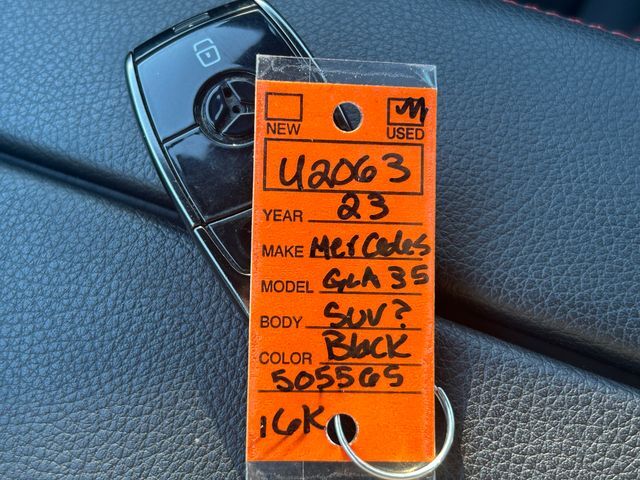 NEW USED
U2063
YEAR 23
MAKE Mercedes
MODEL GLA 35
BODY SUV?
COLOR Black
505565
16K